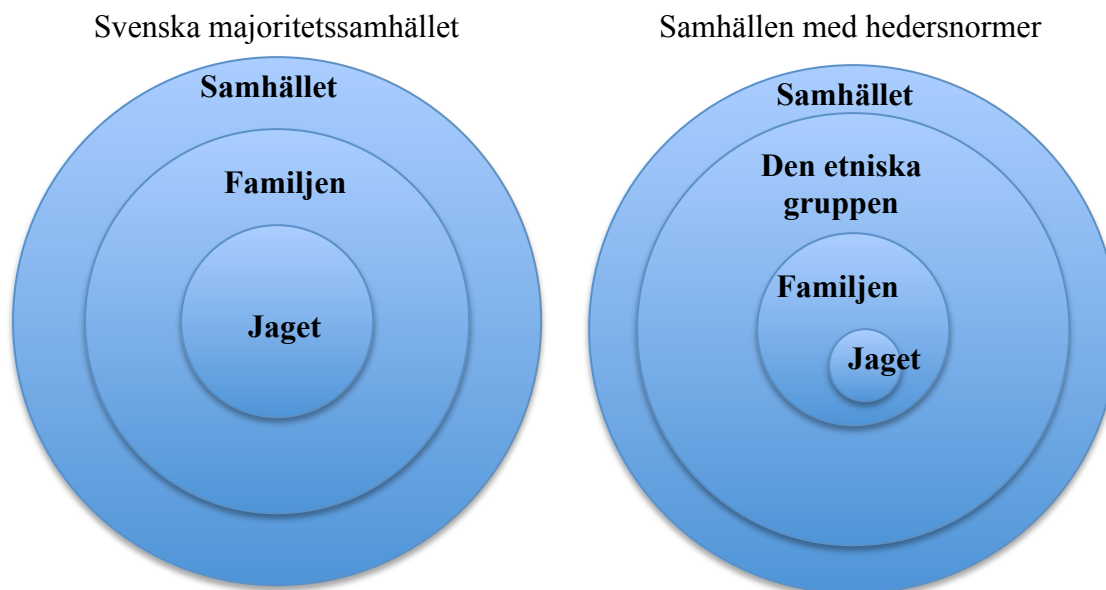 Svenska majoritetssamhället
Samhället
Familjen
Jaget
Samhällen med hedersnormer
Samhället
Den etniska
gruppen
Familjen
Jaget